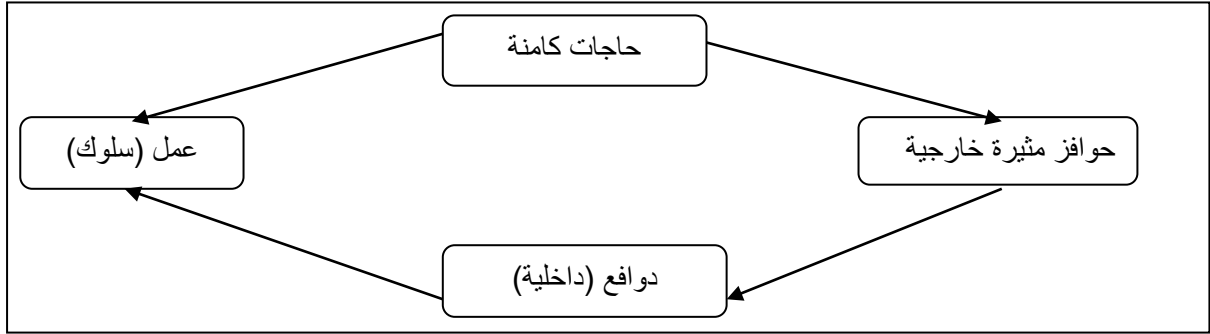 حاجات كامنة
حوافز مثيرة خارجية
عمل (سلوك)
دوافع (داخلية)